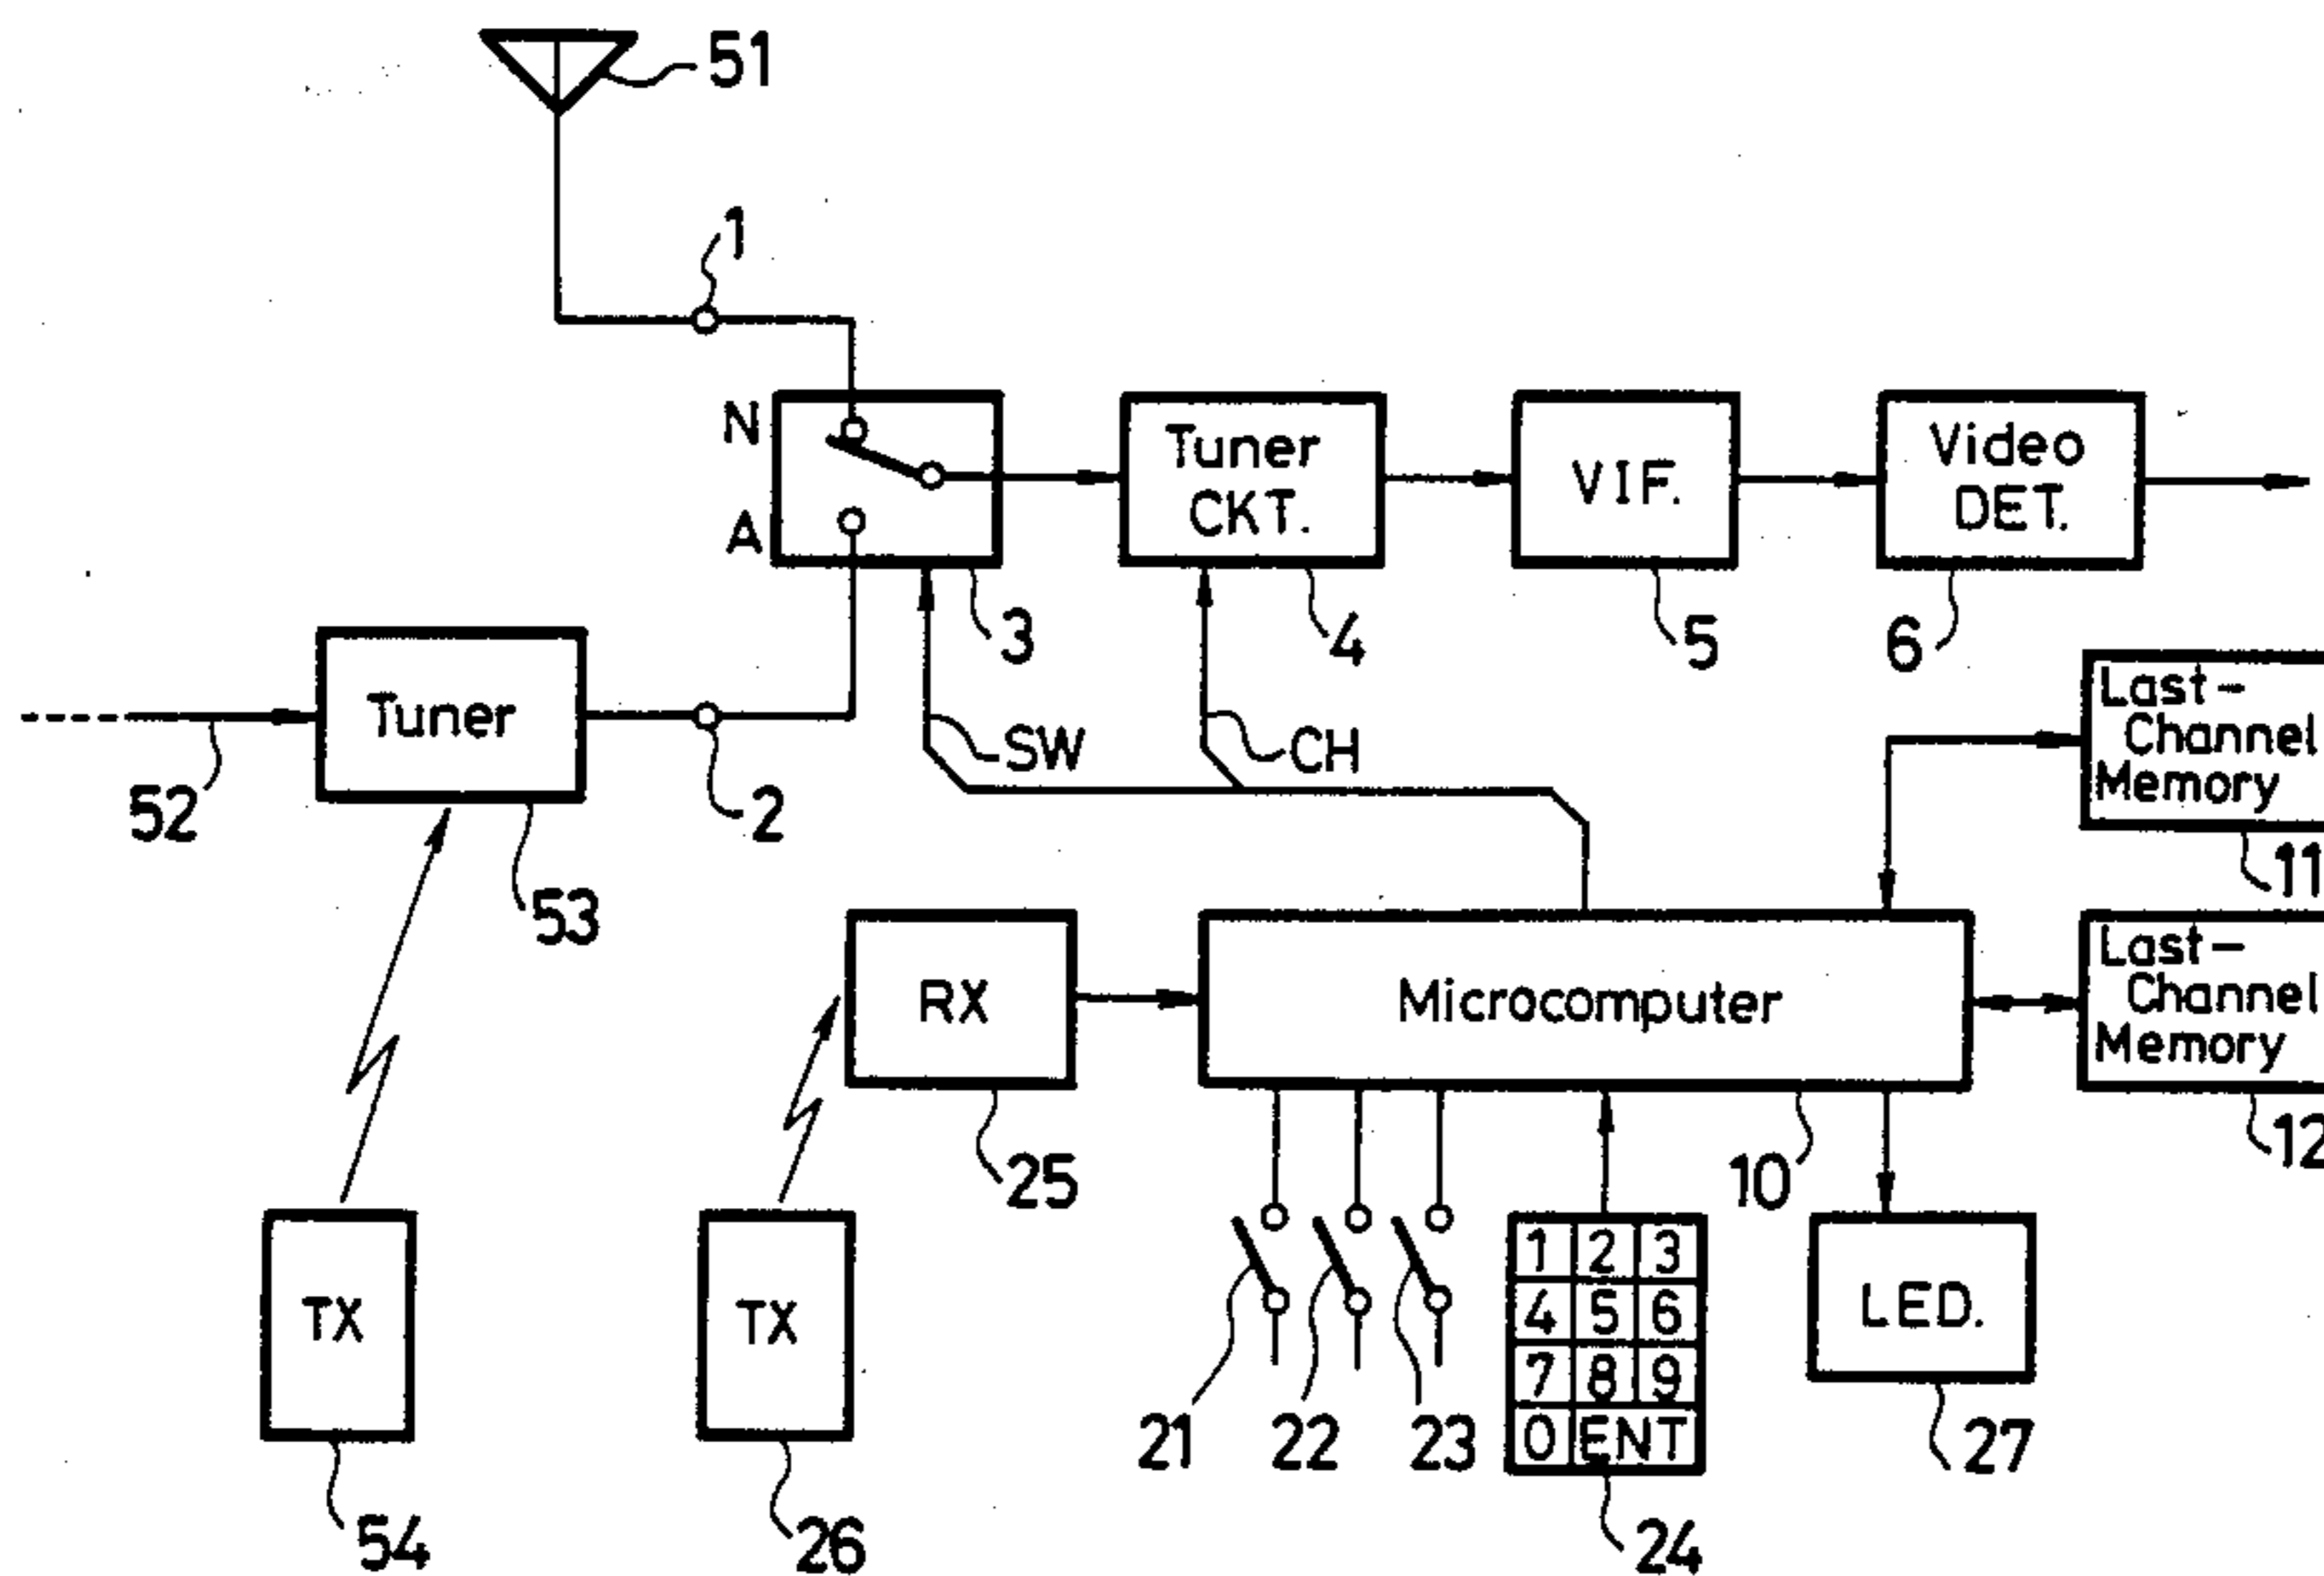 51
1
N
A
Tuner
CKT.
VIF.
Video
DET.
3
4
5
6
Tuner
52
53
2
SW
CH
Last-
Channel
Memory
11
RX
25
Microcomputer
10
Last-
Channel
Memory
12
TX
54
TX
26
21
22
23
1 2 3
4 5 6
7 8 9
0 ENT
24
LED.
27